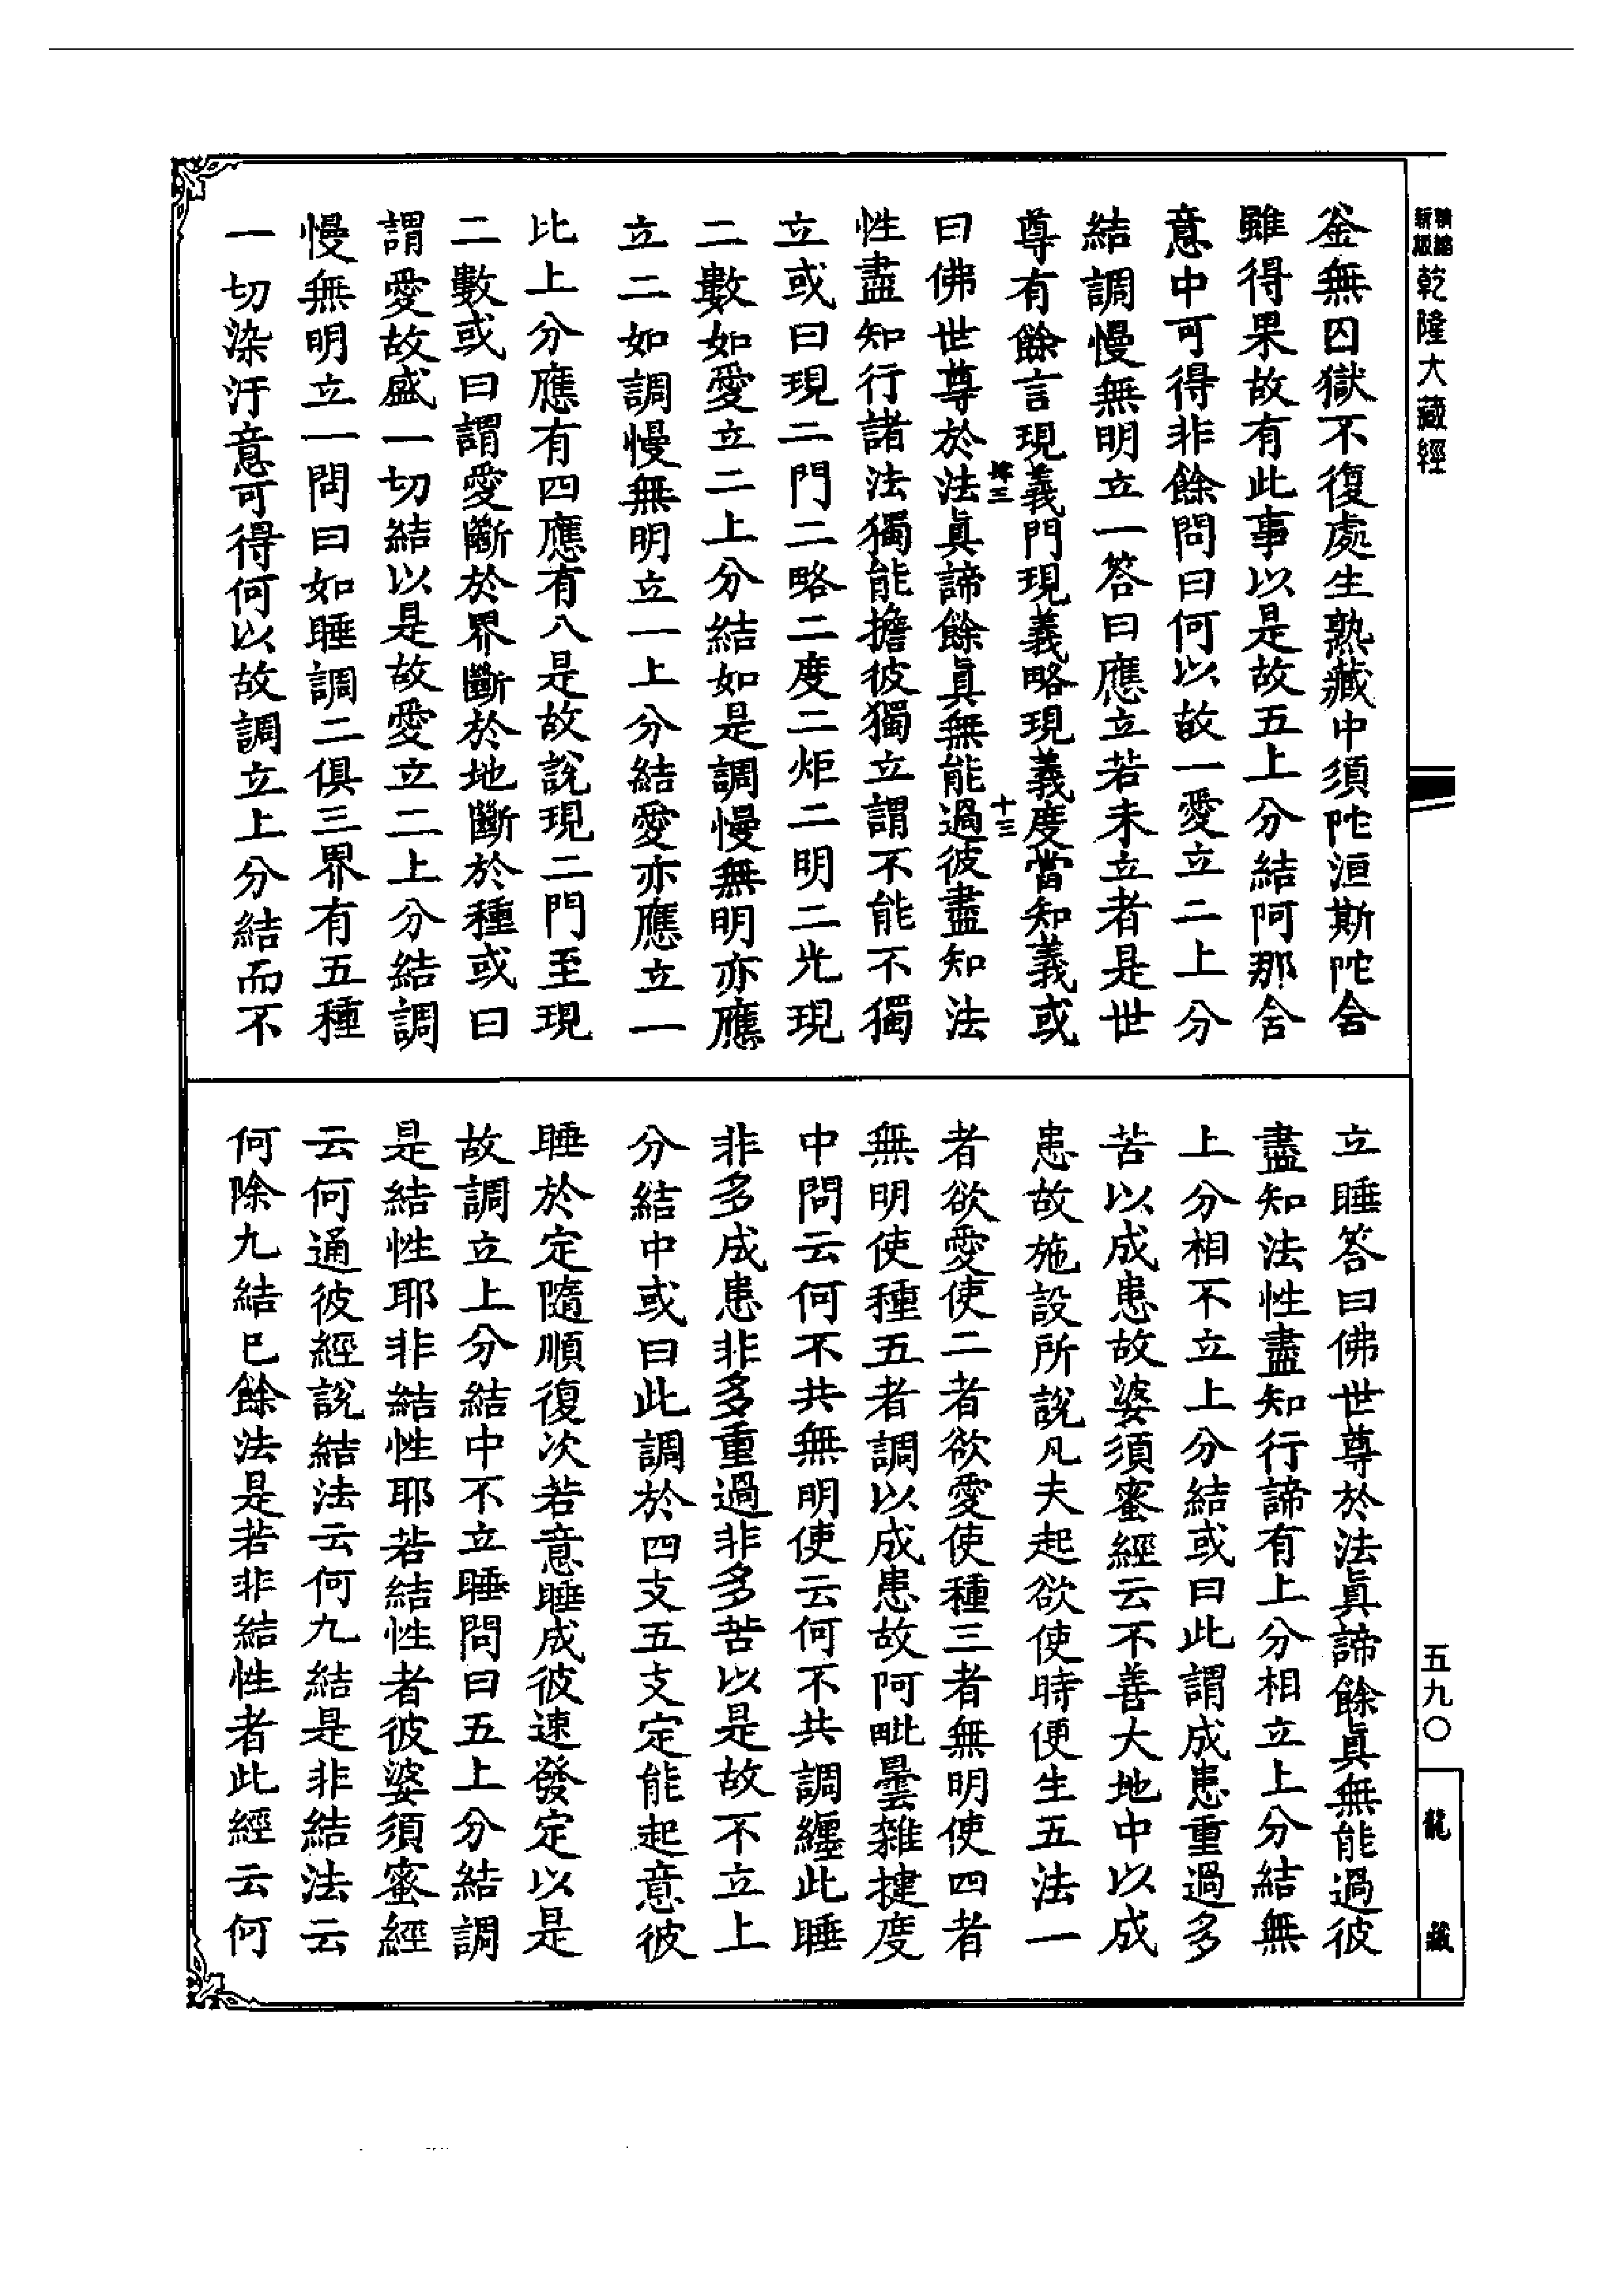 精縮新版乾隆大藏經
釜無囚獄不復處生熟藏中須陀洹斯陀含
雖得果故有此事以是故五上分結阿那含
意中可得非餘問曰何以故一愛立二上分
結調慢無明立一答曰應立若未立者是世
尊有餘言現義門現義略現義度當知義或
十三
曰佛世尊於法真諦餘真無能過彼盡知法
性盡知行諸法獨能擔彼獨立謂不能不獨
立或曰現二門二略二度二炬二明二光現
二數如愛立二上分結如是調慢無明亦應
立二如調慢無明立一上分結愛亦應立一
比上分應有四應有八是故說現二門至現
二數或曰謂愛斷於界斷於地斷於種或曰
謂愛故盛一切結以是故愛立二上分結調
慢無明立一問曰如睡調二俱三界有五種
一切染汙意可得何以故調立上分結而不
立睡答曰佛世尊於法真諦餘真無能過彼
盡知法性盡知行諦有上分相立上分結無
上分相不立上分結或曰此謂成患重過多
苦以成患故婆須蜜經云不善大地中以成
患故施設所說凡夫起欲使時便生五法一
者欲愛使二者欲愛使種三者無明使四者
無明使種五者調以成患故阿毗曇雜揵度
中問云何不共無明使云何不共調纏此睡
非多成患非多重過非多苦以是故不立上
分結中或曰此調於四支五支定能起意彼
睡於定隨順復次若意睡成彼速發定以是
故調立上分結中不立睡問曰五上分結調
是結性耶非結性耶若結性者彼婆須蜜經
云何通彼經說結法云何九結是非結法云
何除九結已餘法是若非結性者此經云何
五九〇
龍藏